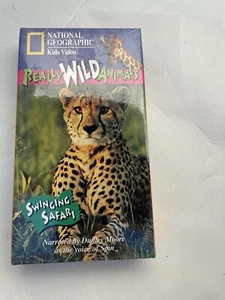 NATIONAL
GEOGRAPHIC
Kids Video
REALLY WILD ANIMALS
SWINGING
SAFARI
Narrated by Dudley Moore
as the voice of Spin